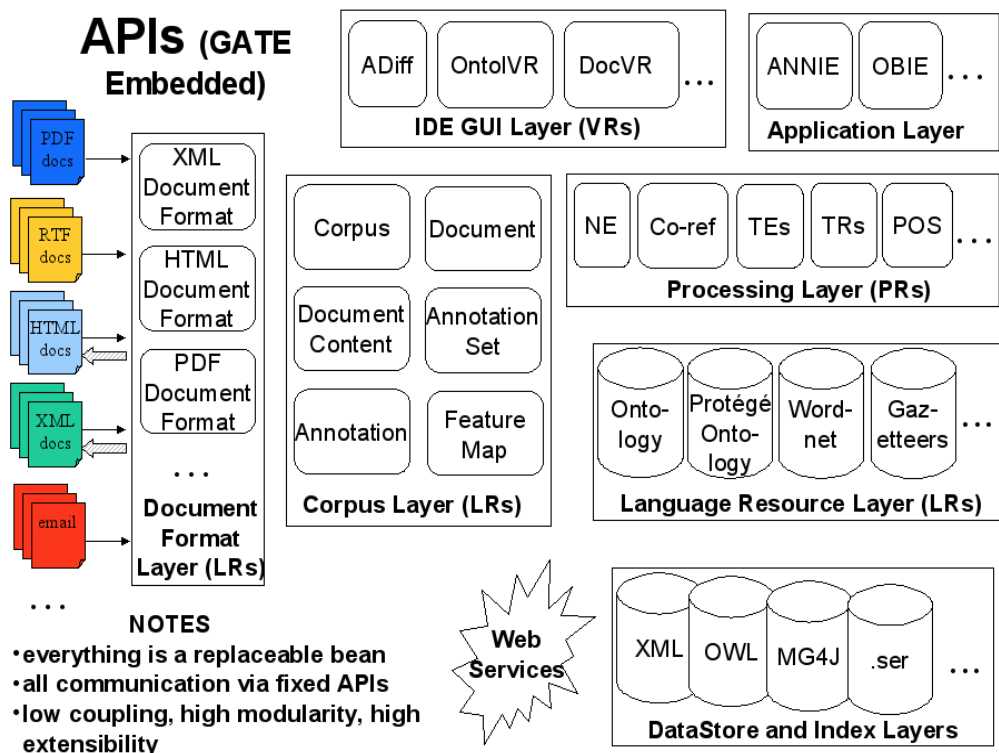 APIs (GATE
Embedded)
PDF
docs
RTF
docs
HTML
docs
XML
docs
email
. . .
XML
Document
Format
HTML
Document
Format
PDF
Document
Format
. . .
Document
Format
Layer (LRs)
ADiff
OntolVR
DocVR
...
IDE GUI Layer (VRs)
ANNIE
OBIE
...
Application Layer
Corpus
Document
Document
Content
Annotation
Set
Annotation
Feature
Map
Corpus Layer (LRs)
NE
Co-ref
TEs
TRs
POS
...
Processing Layer (PRs)
Onto-
logy
Protégé
Onto-
logy
Word-
net
Gaz-
etteers
...
Language Resource Layer (LRs)
Web
Services
XML
OWL
MG4J
.ser
...
DataStore and Index Layers
NOTES
•everything is a replaceable bean
•all communication via fixed APIs
•low coupling, high modularity, high
extensibility